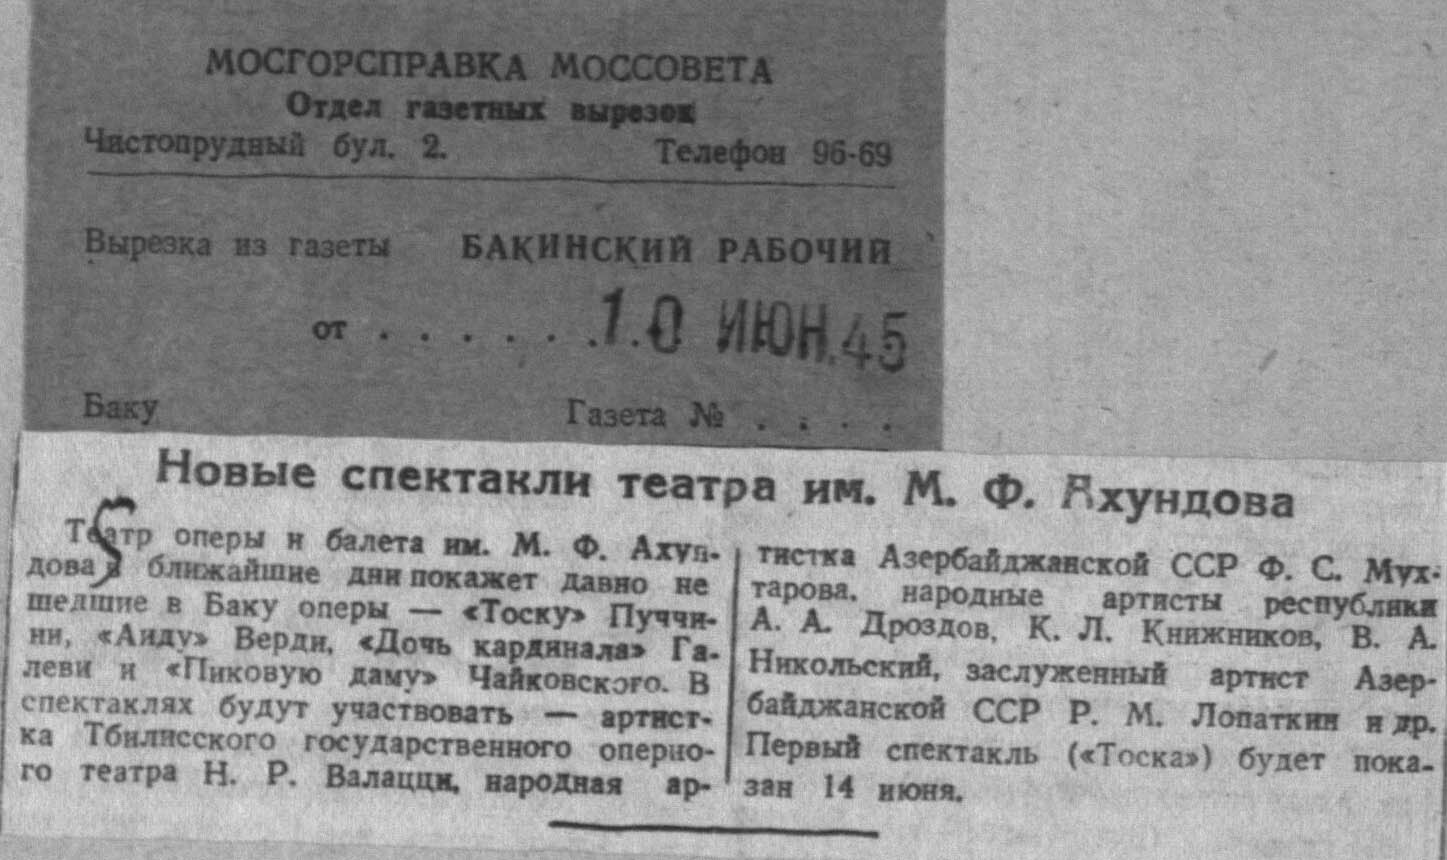 МОСГОРСПРАВКА МОССОВЕТА
Отдел газетных вырезок
Чистопрудный бул. 2. Телефон 96-69
Вырезка из газеты БАКИНСКИЙ РАБОЧИЙ
от . . . . . . . 10 ИЮН. 45
Баку Газета № . . . .
Новые спектакли театра им. М. Ф. Ахундова
Театр оперы и балета им. М. Ф. Ахун-
дова в ближайшие дни покажет давно не
шедшие в Баку оперы — «Тоску» Пуччи-
ни, «Аиду» Верди, «Дочь кардинала» Га-
леви и «Пиковую даму» Чайковского. В
спектаклях будут участвовать — артист-
ка Тбилисского государственного оперно-
го театра Н. Р. Валацци, народная ар-
тистка Азербайджанской ССР Ф. С. Мух-
тарова, народные артисты республики
А. А. Дроздов, К. Л. Книжников, В. А.
Никольский, заслуженный артист Азер-
байджанской ССР Р. М. Лопаткин и др.
Первый спектакль («Тоска») будет пока-
зан 14 июня.